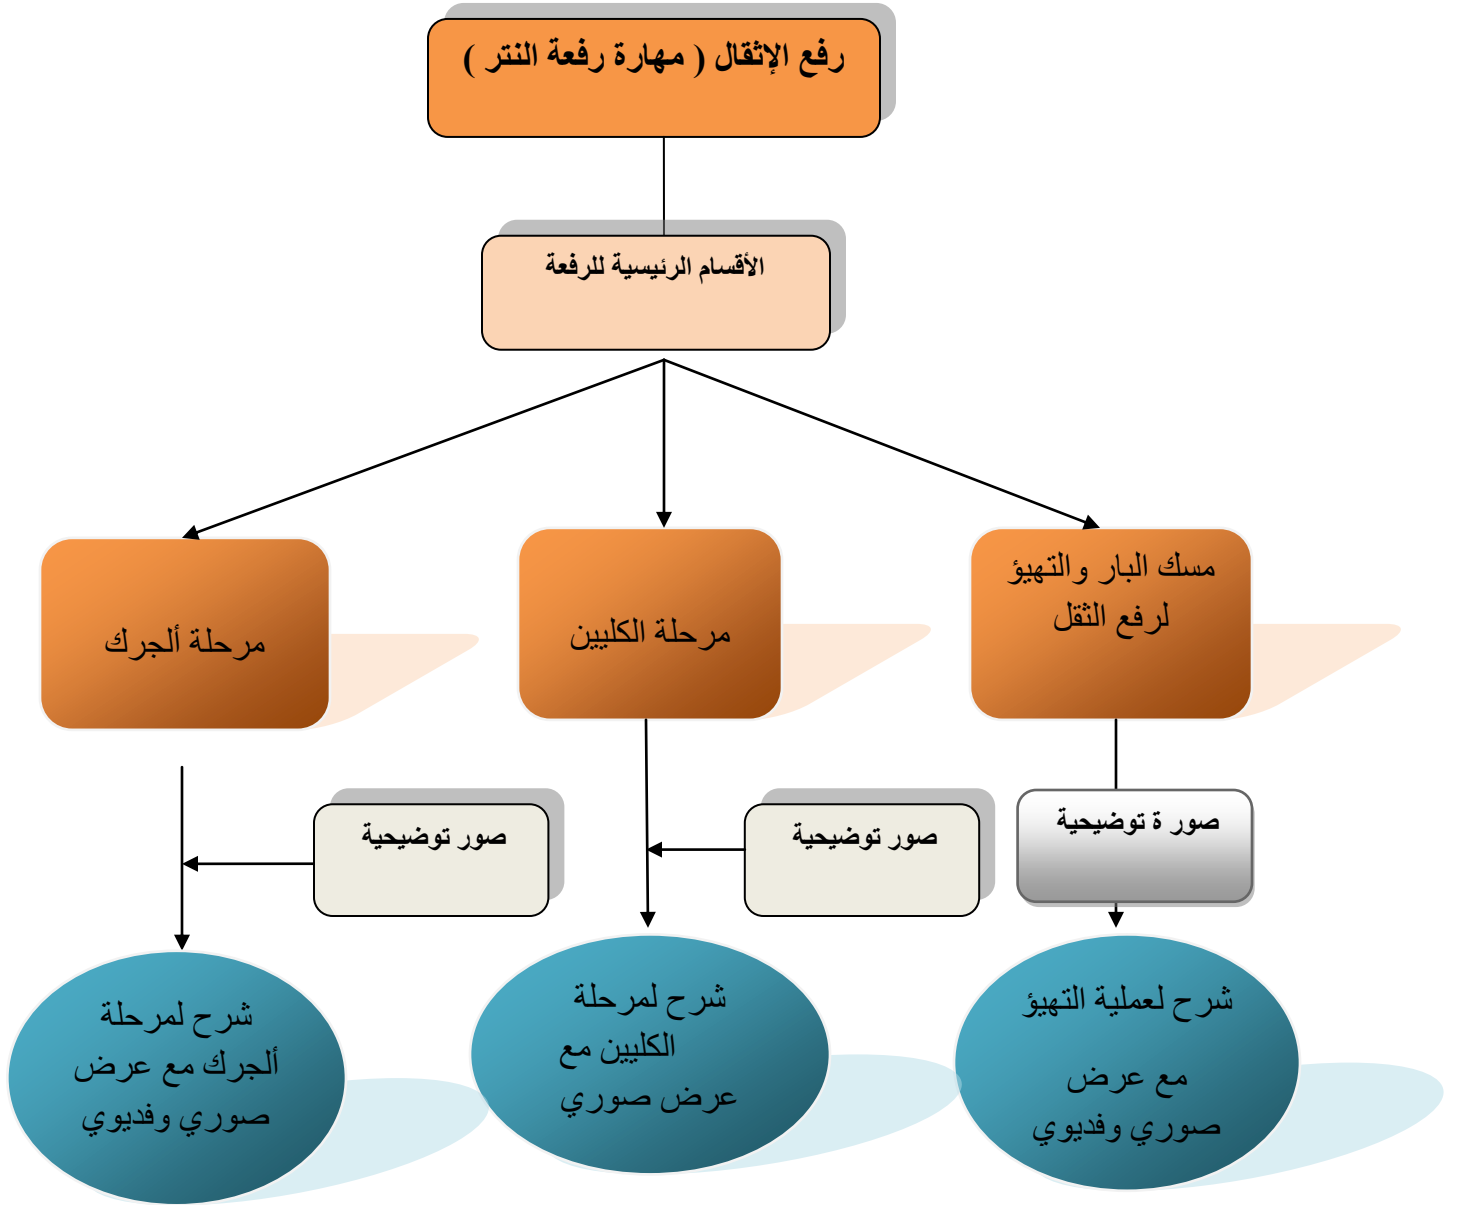 رفع الإثقال ( مهارة رفعة النتر )
الأقسام الرئيسية للرفعة
مسك البار والتهيؤ
لرفع الثقل
مرحلة الكليين
مرحلة ألجرك
صور ة توضيحية
صور توضيحية
صور توضيحية
شرح لعملية التهيؤ
مع عرض
صوري وفديوي
شرح لمرحلة
الكليين مع
عرض صوري
شرح لمرحلة
ألجرك مع عرض
صوري وفديوي